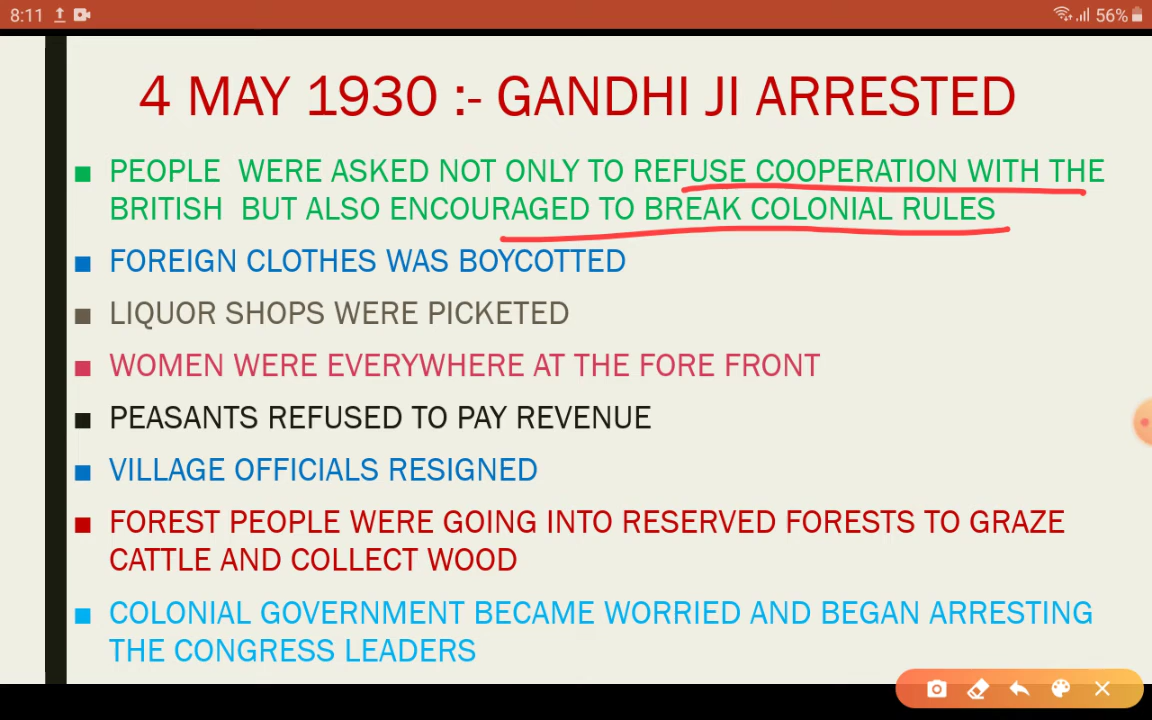 8:11 56%
4 MAY 1930 :- GANDHI JI ARRESTED
PEOPLE WERE ASKED NOT ONLY TO REFUSE COOPERATION WITH THE
BRITISH BUT ALSO ENCOURAGED TO BREAK COLONIAL RULES
FOREIGN CLOTHES WAS BOYCOTTED
LIQUOR SHOPS WERE PICKETED
WOMEN WERE EVERYWHERE AT THE FORE FRONT
PEASANTS REFUSED TO PAY REVENUE
VILLAGE OFFICIALS RESIGNED
FOREST PEOPLE WERE GOING INTO RESERVED FORESTS TO GRAZE
CATTLE AND COLLECT WOOD
COLONIAL GOVERNMENT BECAME WORRIED AND BEGAN ARRESTING
THE CONGRESS LEADERS